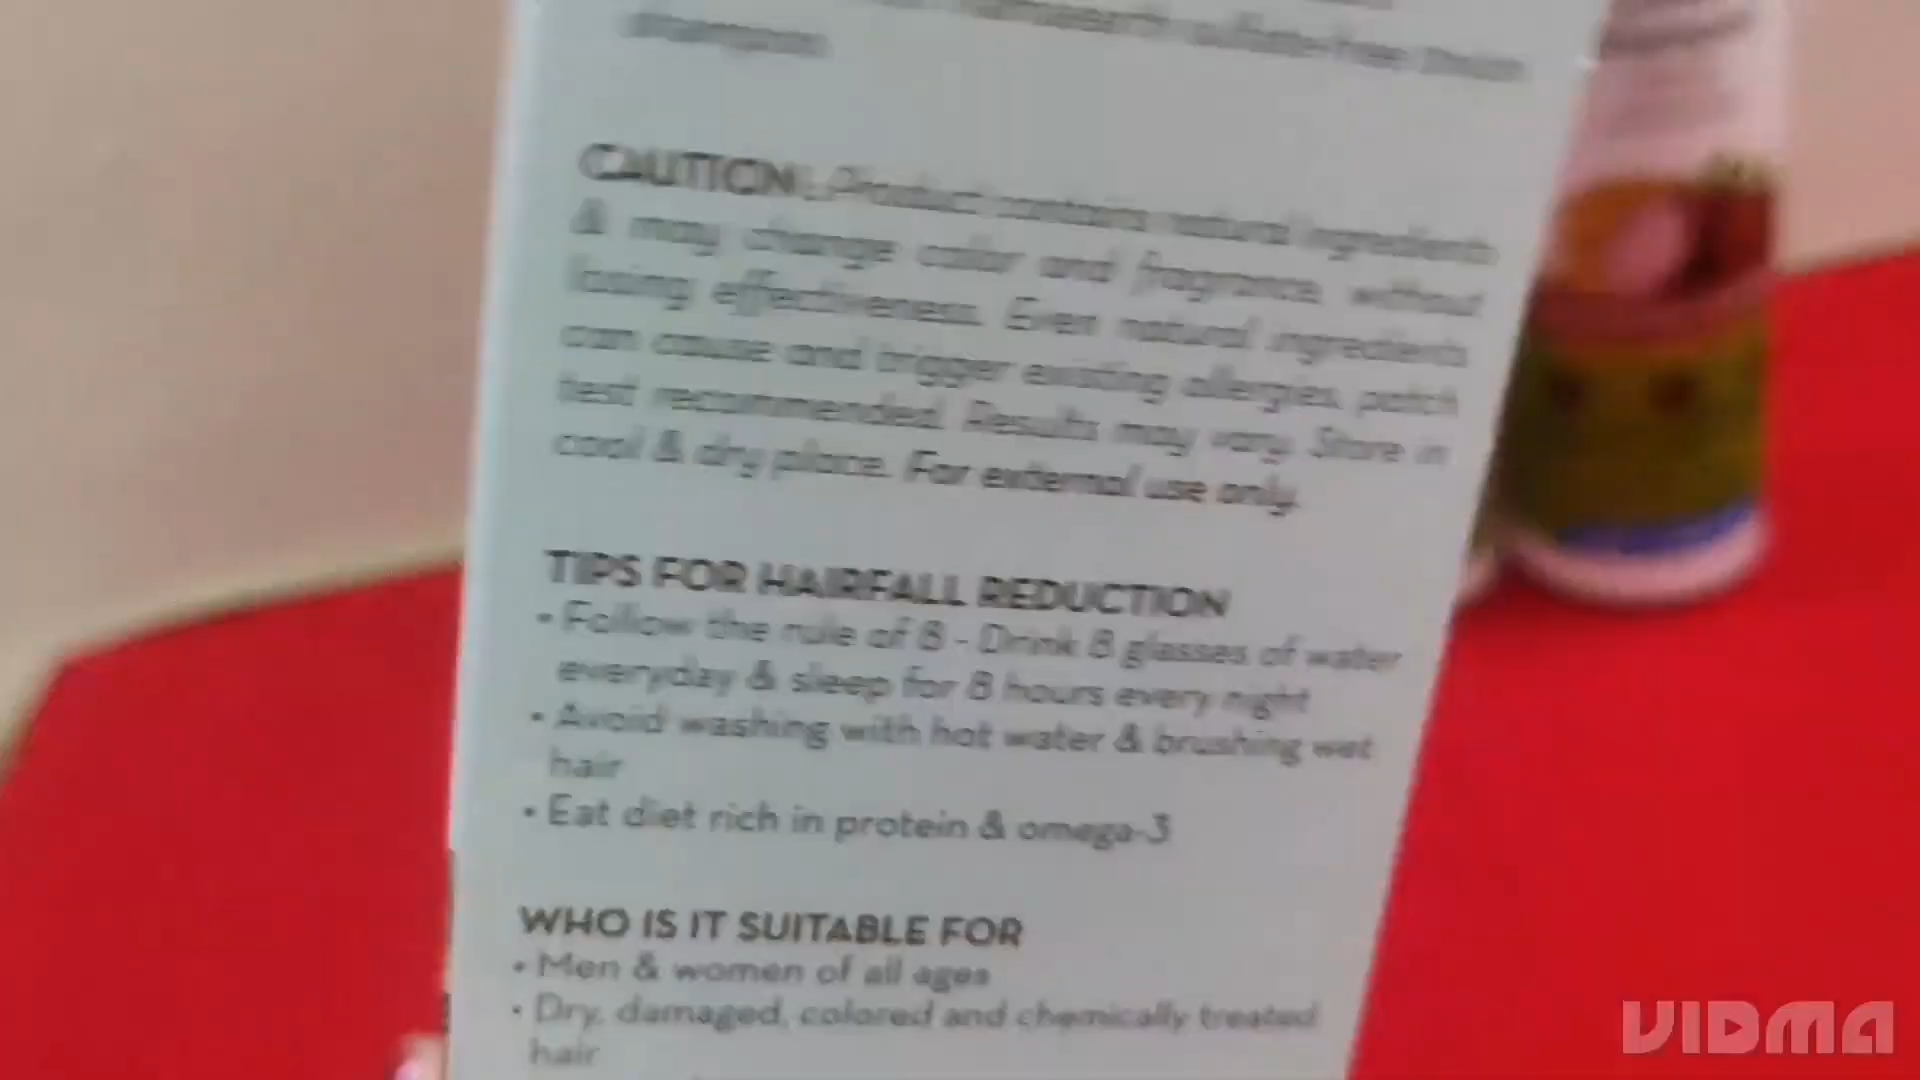 sulfate-free onion
shampoo.
CAUTION: Product contains natural ingredients
& may change color and fragrance, without
losing effectiveness. Even natural ingredients
can cause and trigger existing allergies, patch
test recommended. Results may vary. Store in
cool & dry place. For external use only.
TIPS FOR HAIRFALL REDUCTION
• Follow the rule of 8 - Drink 8 glasses of water
everyday & sleep for 8 hours every night
• Avoid washing with hot water & brushing wet
hair
• Eat diet rich in protein & omega-3
WHO IS IT SUITABLE FOR
• Men & women of all ages
• Dry, damaged, colored and chemically treated
hair
VIDMA